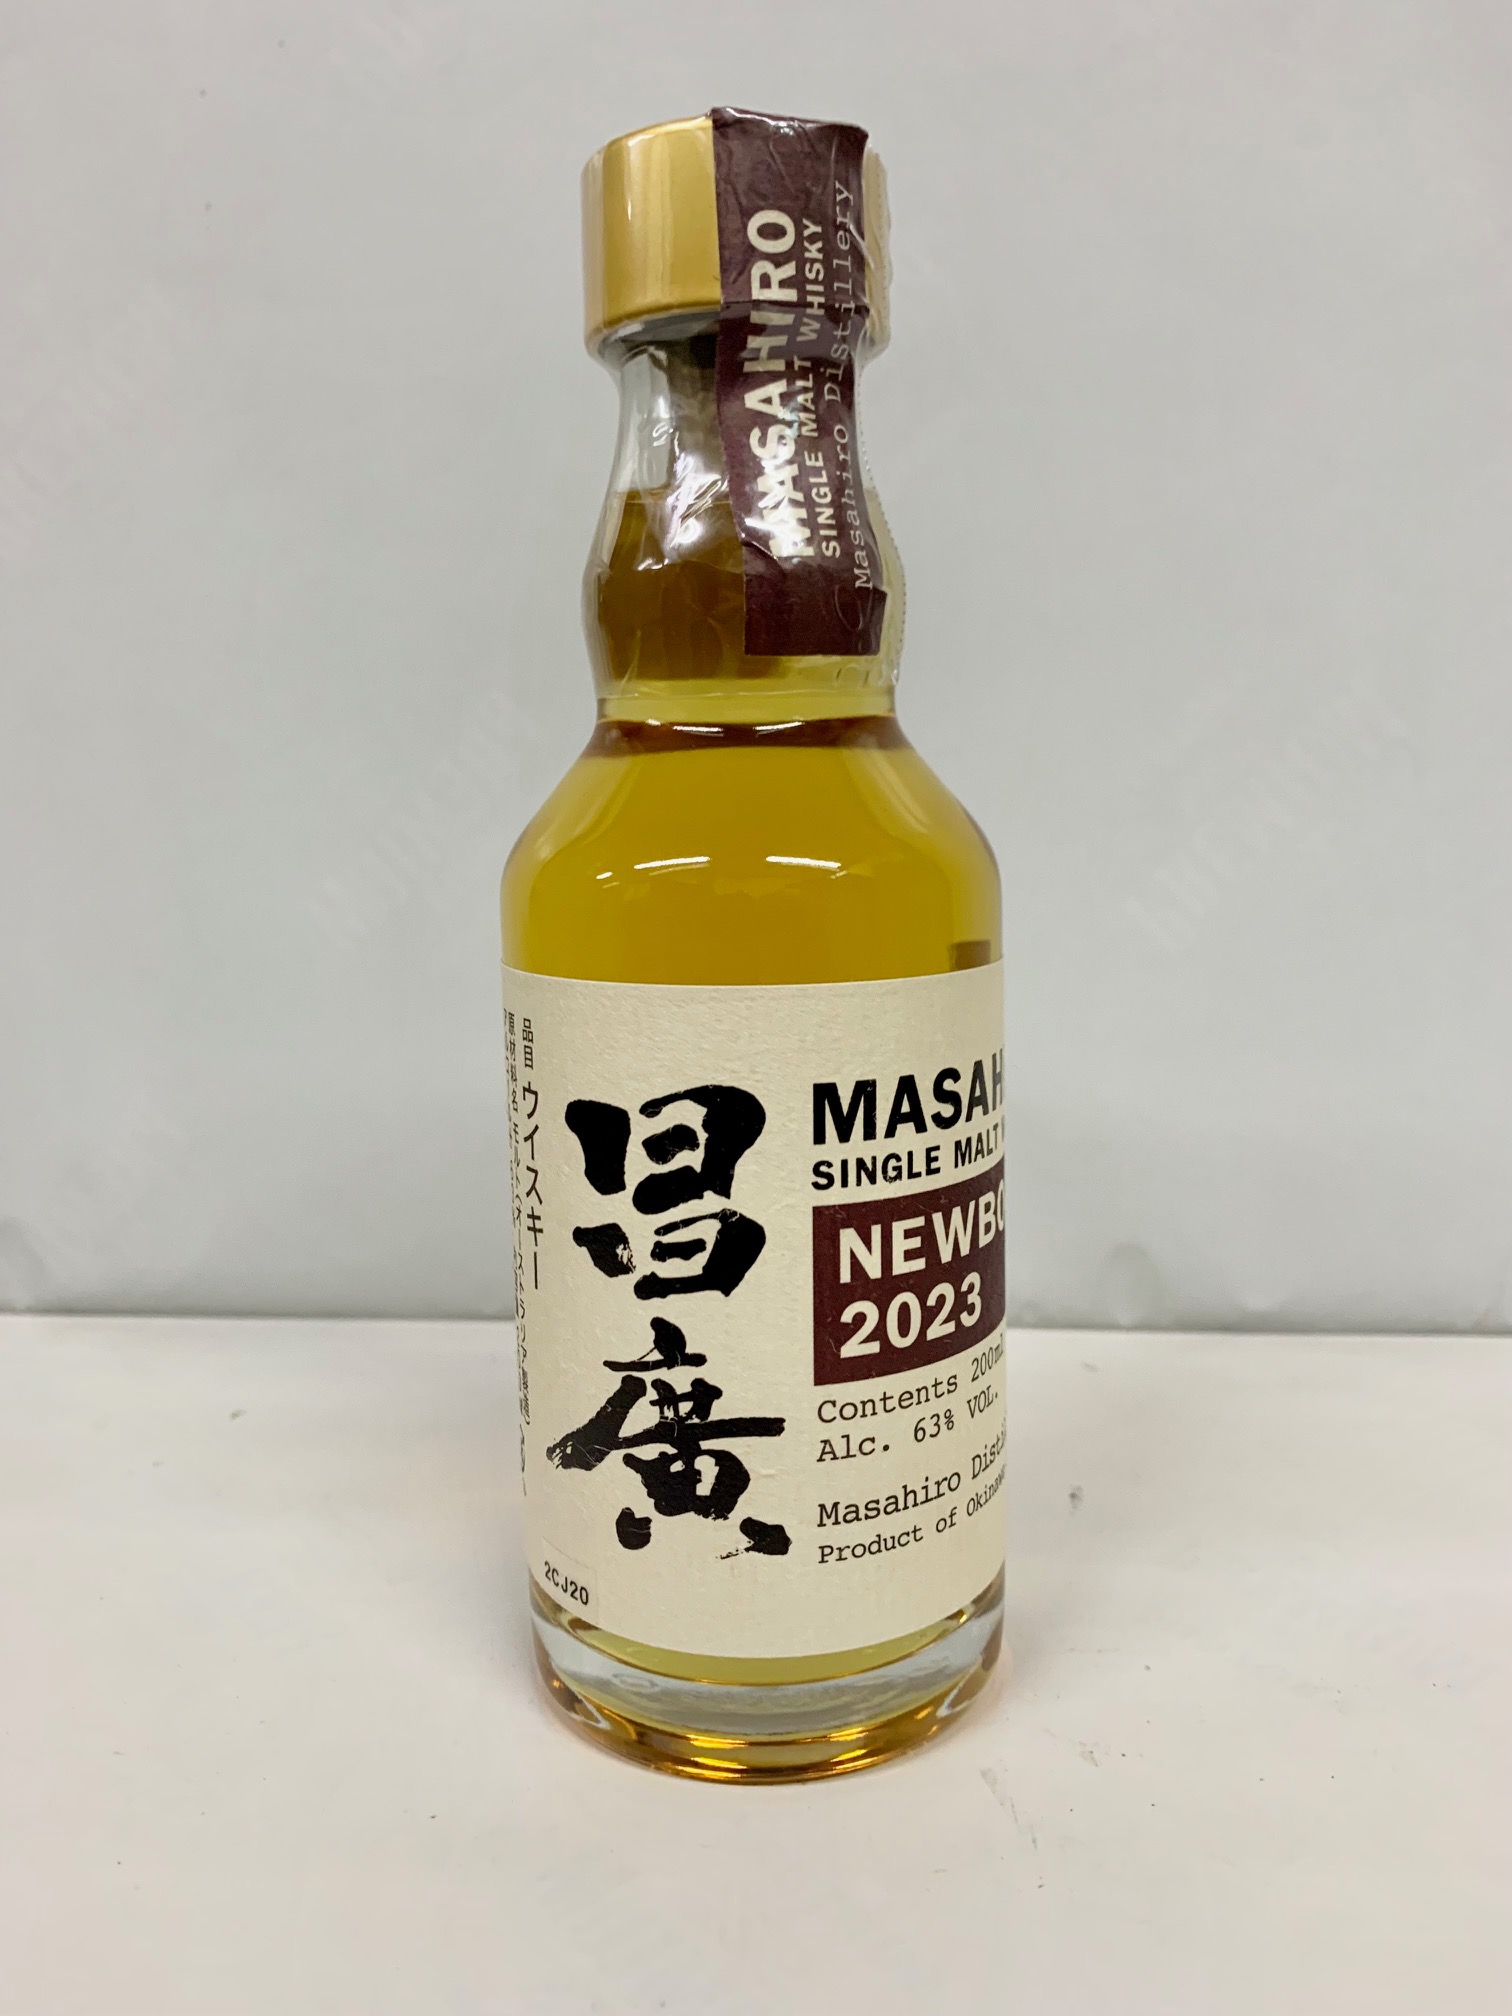 MASAHIRO
SINGLE MALT WHISKY
Masahiro Distillery
品目 ウイスキー
昌廣
MASAH
SINGLE MALT
NEWBO
2023
Contents 200ml
Alc. 63% VOL.
Masahiro Disti
Product of Okinawa
2CJ20